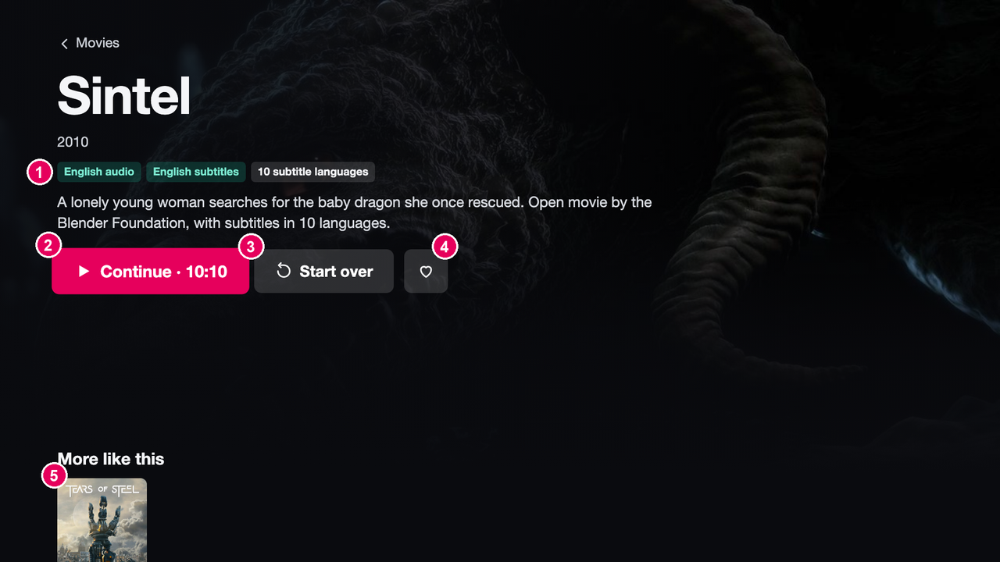 Movies
Sintel
2010
1 English audio English subtitles 10 subtitle languages
A lonely young woman searches for the baby dragon she once rescued. Open movie by the
Blender Foundation, with subtitles in 10 languages.
2 3 4
Continue · 10:10 Start over
More like this
5
TEARS OF STEEL